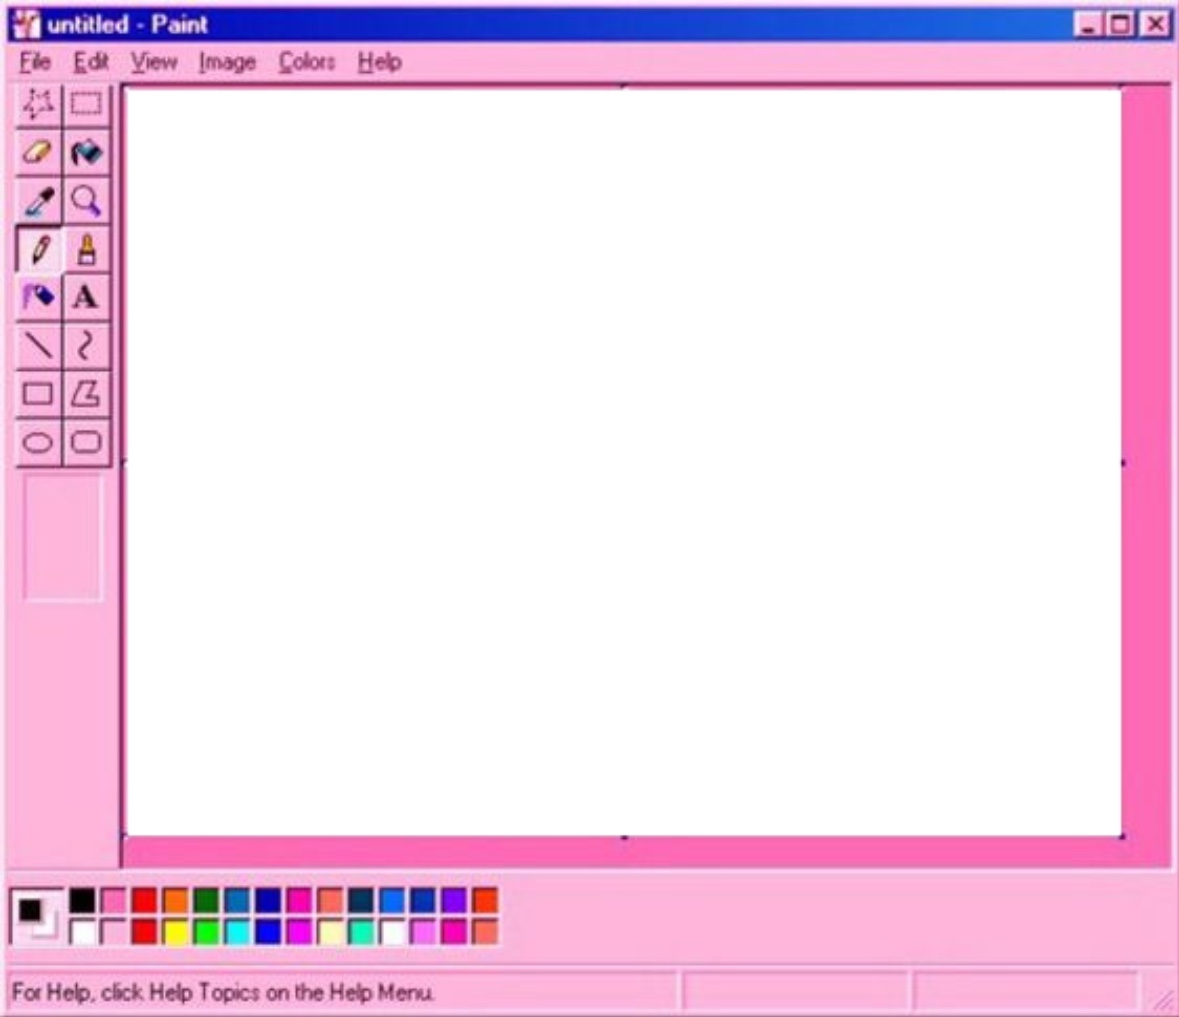 untitled - Paint
File Edit View Image Colors Help
A
For Help, click Help Topics on the Help Menu.